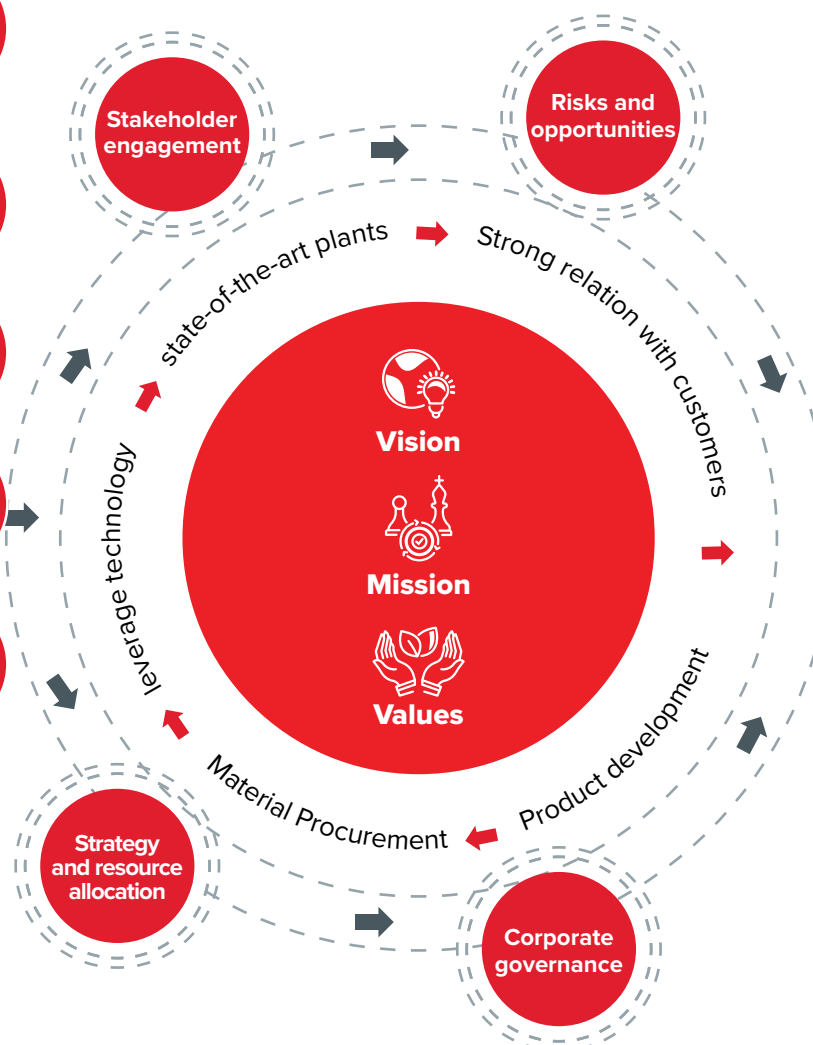 Stakeholder
engagement
Risks and
opportunities
state-of-the-art plants
Strong relation with customers
leverage technology
Vision
Mission
Values
Product development
Material Procurement
Strategy
and resource
allocation
Corporate
governance